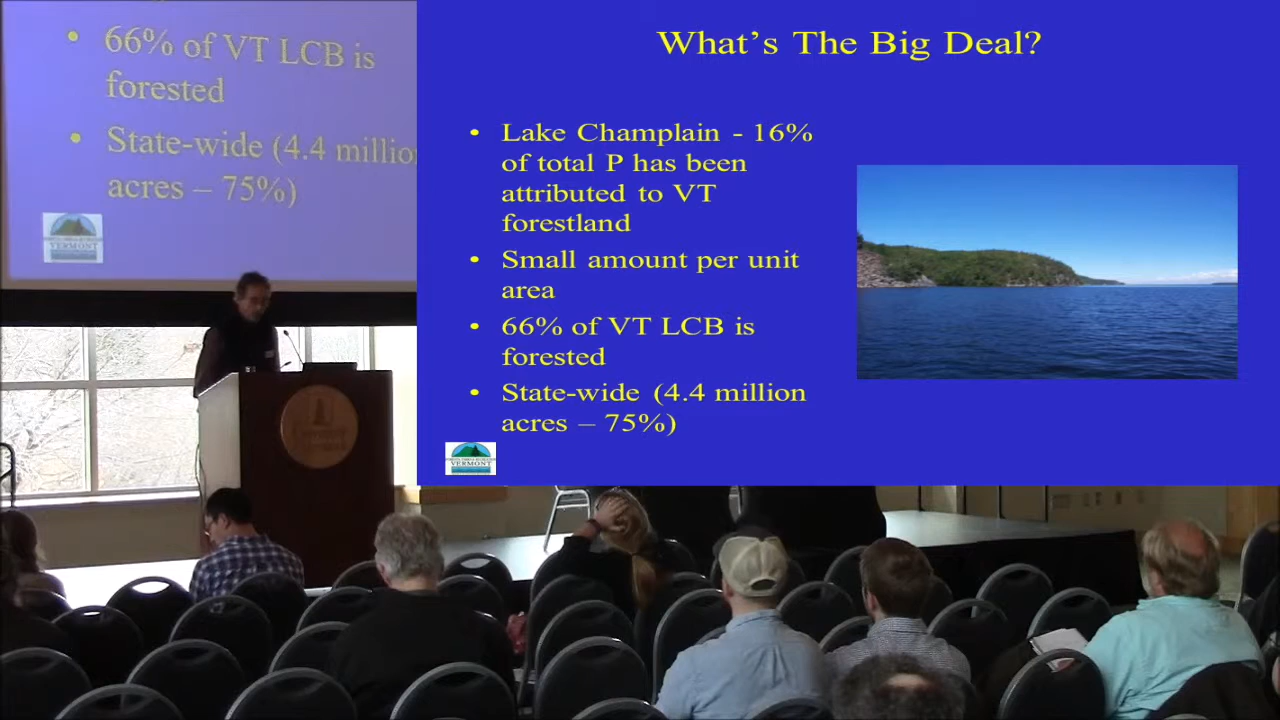 • 66% of VT LCB is
forested
• State-wide (4.4 millio
acres – 75%)
VERMONT
What's The Big Deal?
• Lake Champlain - 16%
of total P has been
attributed to VT
forestland
• Small amount per unit
area
• 66% of VT LCB is
forested
• State-wide (4.4 million
acres – 75%)
VERMONT